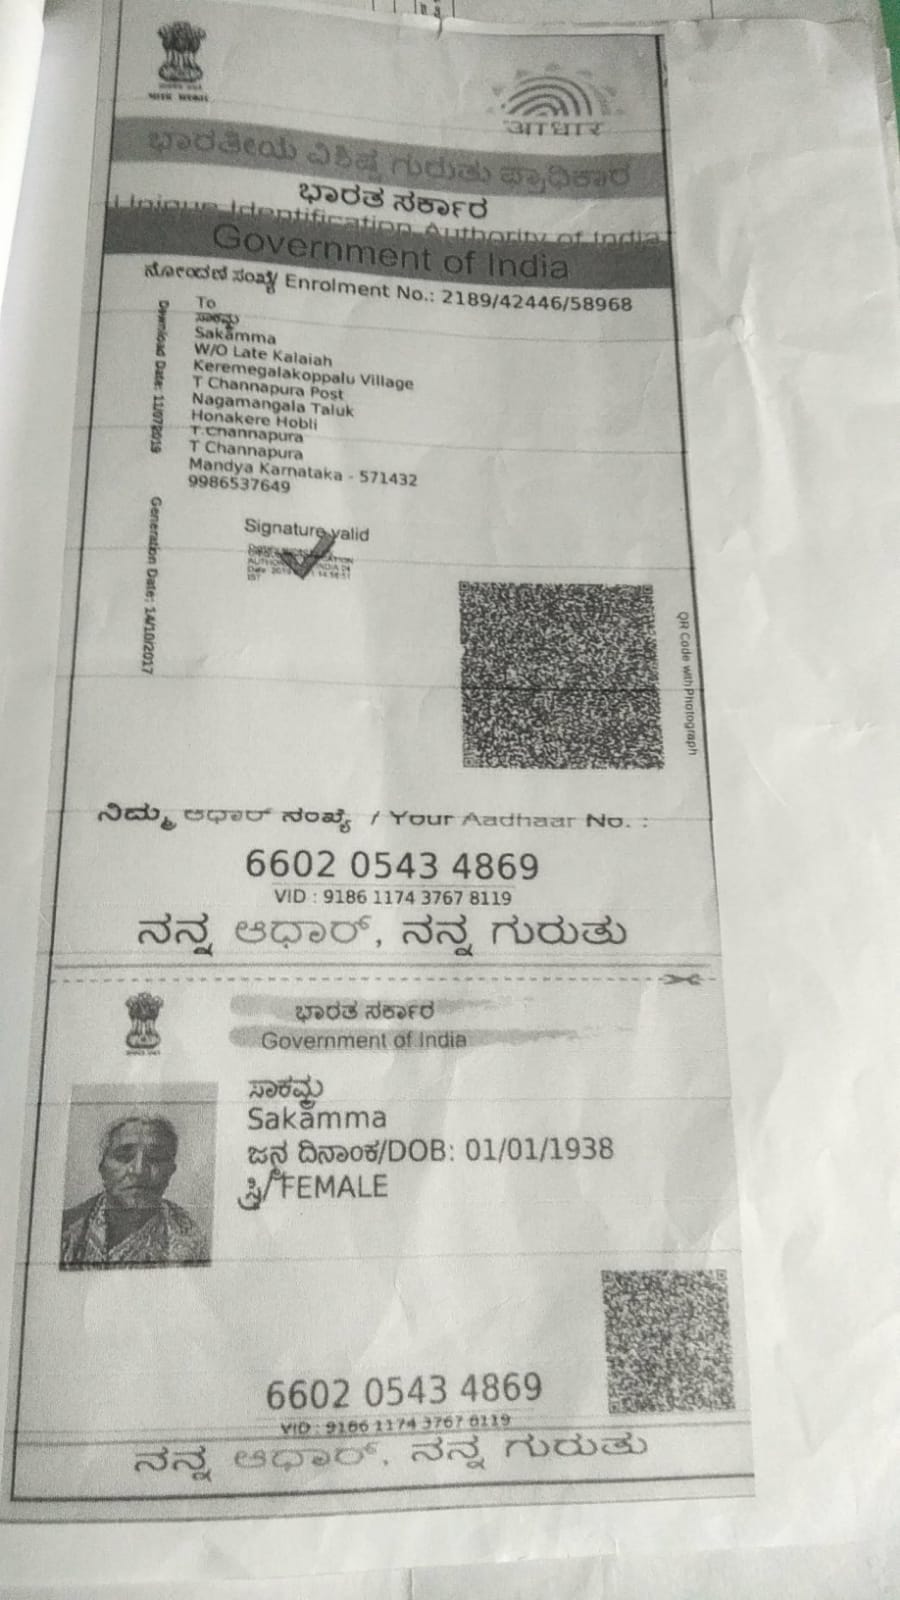 आधार
ಭಾರತೀಯ ವಿಶಿಷ್ಟ ಗುರುತು ಪ್ರಾಧಿಕಾರ
ಭಾರತ ಸರ್ಕಾರ
Unique Identification Authority of India
Government of India
ನೋಂದಣಿ ಸಂಖ್ಯೆ/ Enrolment No.: 2189/42446/58968
To
ಸಾಕಮ್ಮ
Sakamma
W/O Late Kalaiah
Keremegalakoppalu Village
T Channapura Post
Nagamangala Taluk
Honakere Hobli
T.Channapura
T Channapura
Mandya Karnataka - 571432
9986537649
Download Date: 11/07/2019
Generation Date: 14/10/2017
Signature valid
QR Code with Photograph
ನಿಮ್ಮ ಆಧಾರ್ ಸಂಖ್ಯೆ / Your Aadhaar No. :
6602 0543 4869
VID : 9186 1174 3767 8119
ನನ್ನ ಆಧಾರ್, ನನ್ನ ಗುರುತು
ಭಾರತ ಸರ್ಕಾರ
Government of India
ಸಾಕಮ್ಮ
Sakamma
ಜನ್ಮ ದಿನಾಂಕ/DOB: 01/01/1938
ಸ್ತ್ರೀ/ FEMALE
6602 0543 4869
VID : 9186 1174 3767 8119
ನನ್ನ ಆಧಾರ್, ನನ್ನ ಗುರುತು